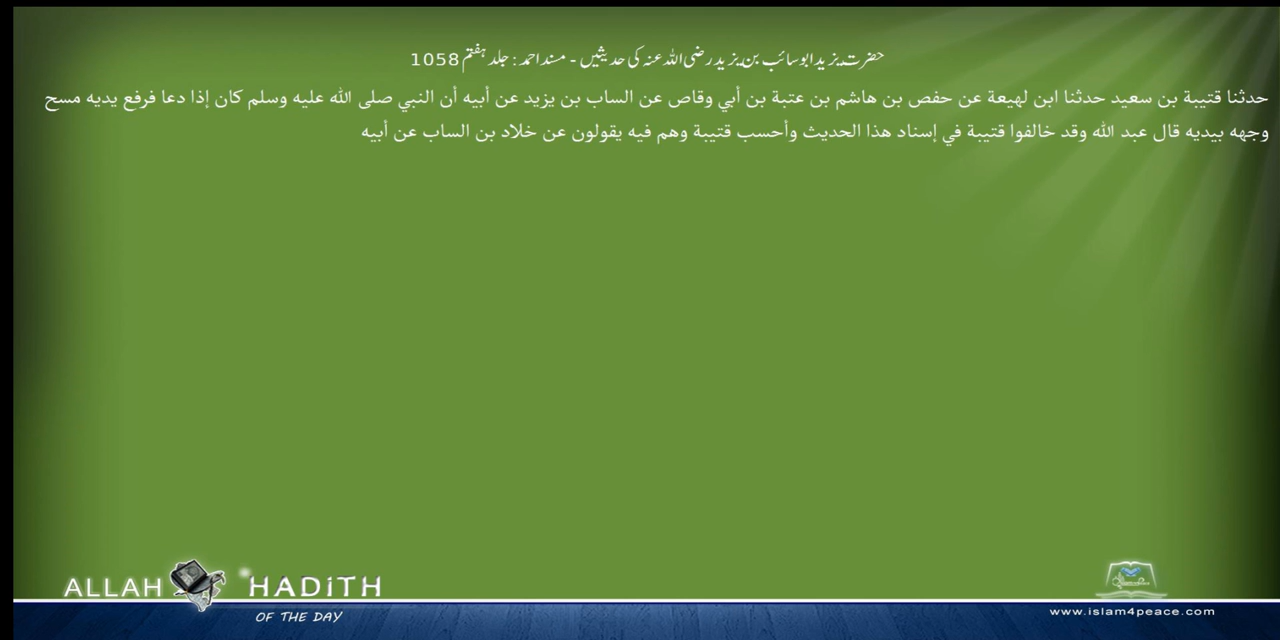 حضرت یزید ابوسائب بن یزید رضی اللہ عنہ کی حدیثیں - مسند احمد: جلد ہفتم 1058
حدثنا قتيبة بن سعيد حدثنا ابن لهيعة عن حفص بن هاشم بن عتبة بن أبي وقاص عن الساب بن يزيد عن أبيه أن النبي صلى الله عليه وسلم كان إذا دعا فرفع يديه مسح
وجهه بيديه قال عبد الله وقد خالفوا قتيبة في إسناد هذا الحديث وأحسب قتيبة وهم فيه يقولون عن خلاد بن الساب عن أبيه
ALLAH HADITH
OF THE DAY
www.islam4peace.com